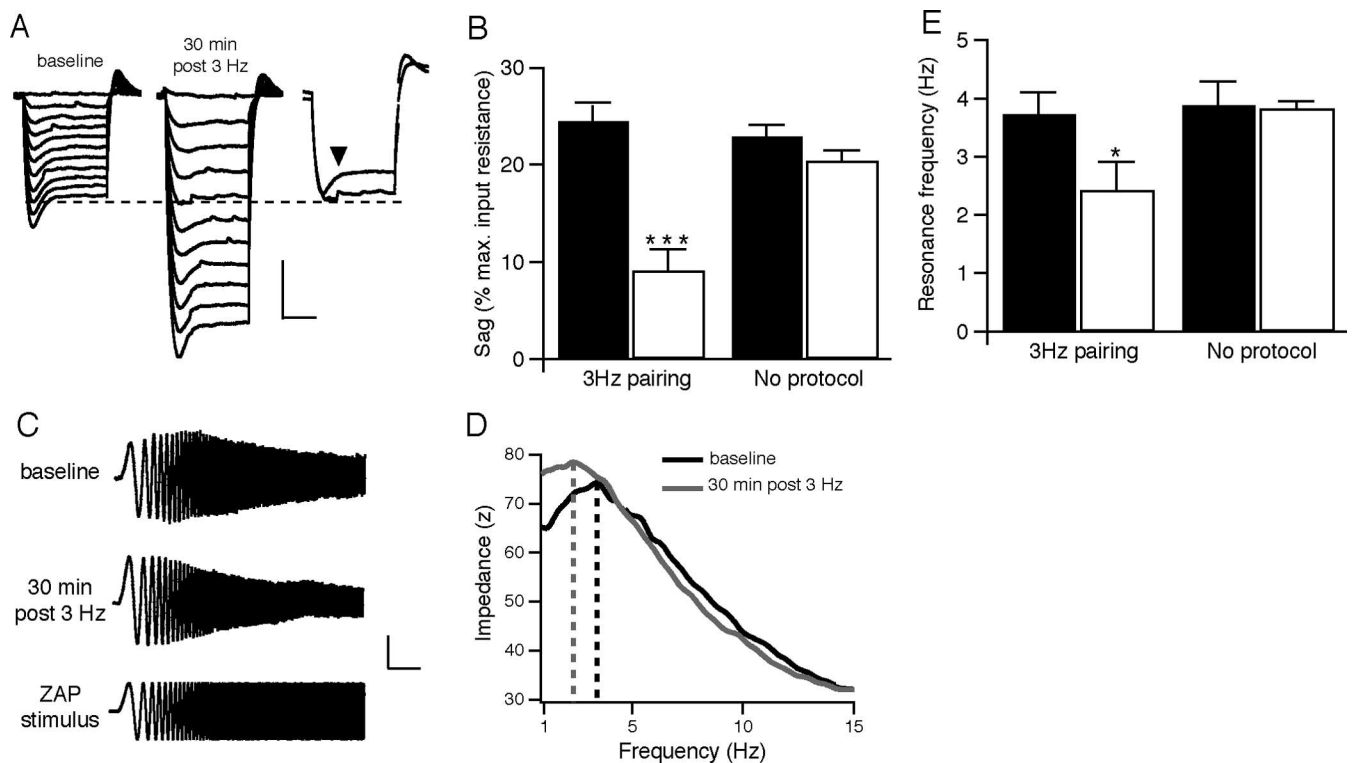 A
baseline
30 min
post 3 Hz
B
Sag (% max. input resistance)
30
20
10
0
***
3Hz pairing
No protocol
E
Resonance frequency (Hz)
5
4
3
2
1
0
*
3Hz pairing
No protocol
C
baseline
30 min
post 3 Hz
ZAP
stimulus
D
Impedance (z)
80
70
60
50
40
30
baseline
30 min post 3 Hz
1
5
10
15
Frequency (Hz)